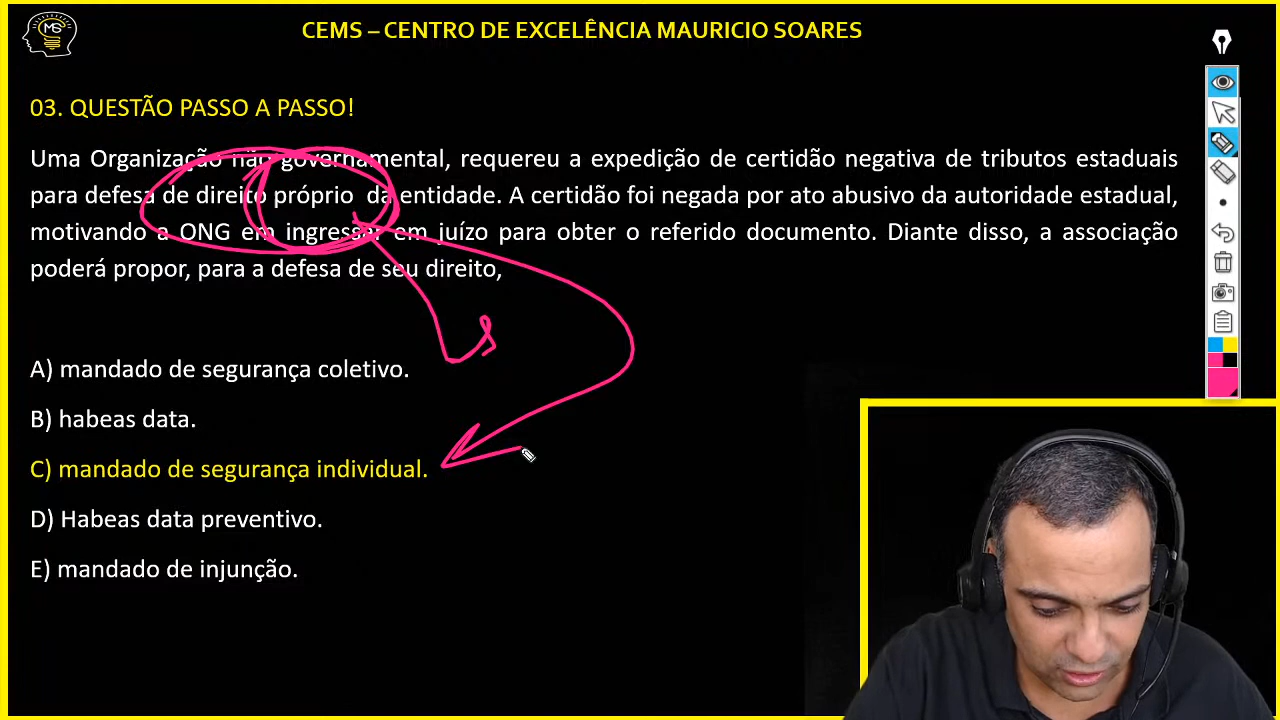 MS
CEMS – CENTRO DE EXCELÊNCIA MAURICIO SOARES
03. QUESTÃO PASSO A PASSO!
Uma Organização não governamental, requereu a expedição de certidão negativa de tributos estaduais
para defesa de direito próprio da entidade. A certidão foi negada por ato abusivo da autoridade estadual,
motivando a ONG em ingressar em juízo para obter o referido documento. Diante disso, a associação
poderá propor, para a defesa de seu direito,
A) mandado de segurança coletivo.
B) habeas data.
C) mandado de segurança individual.
D) Habeas data preventivo.
E) mandado de injunção.